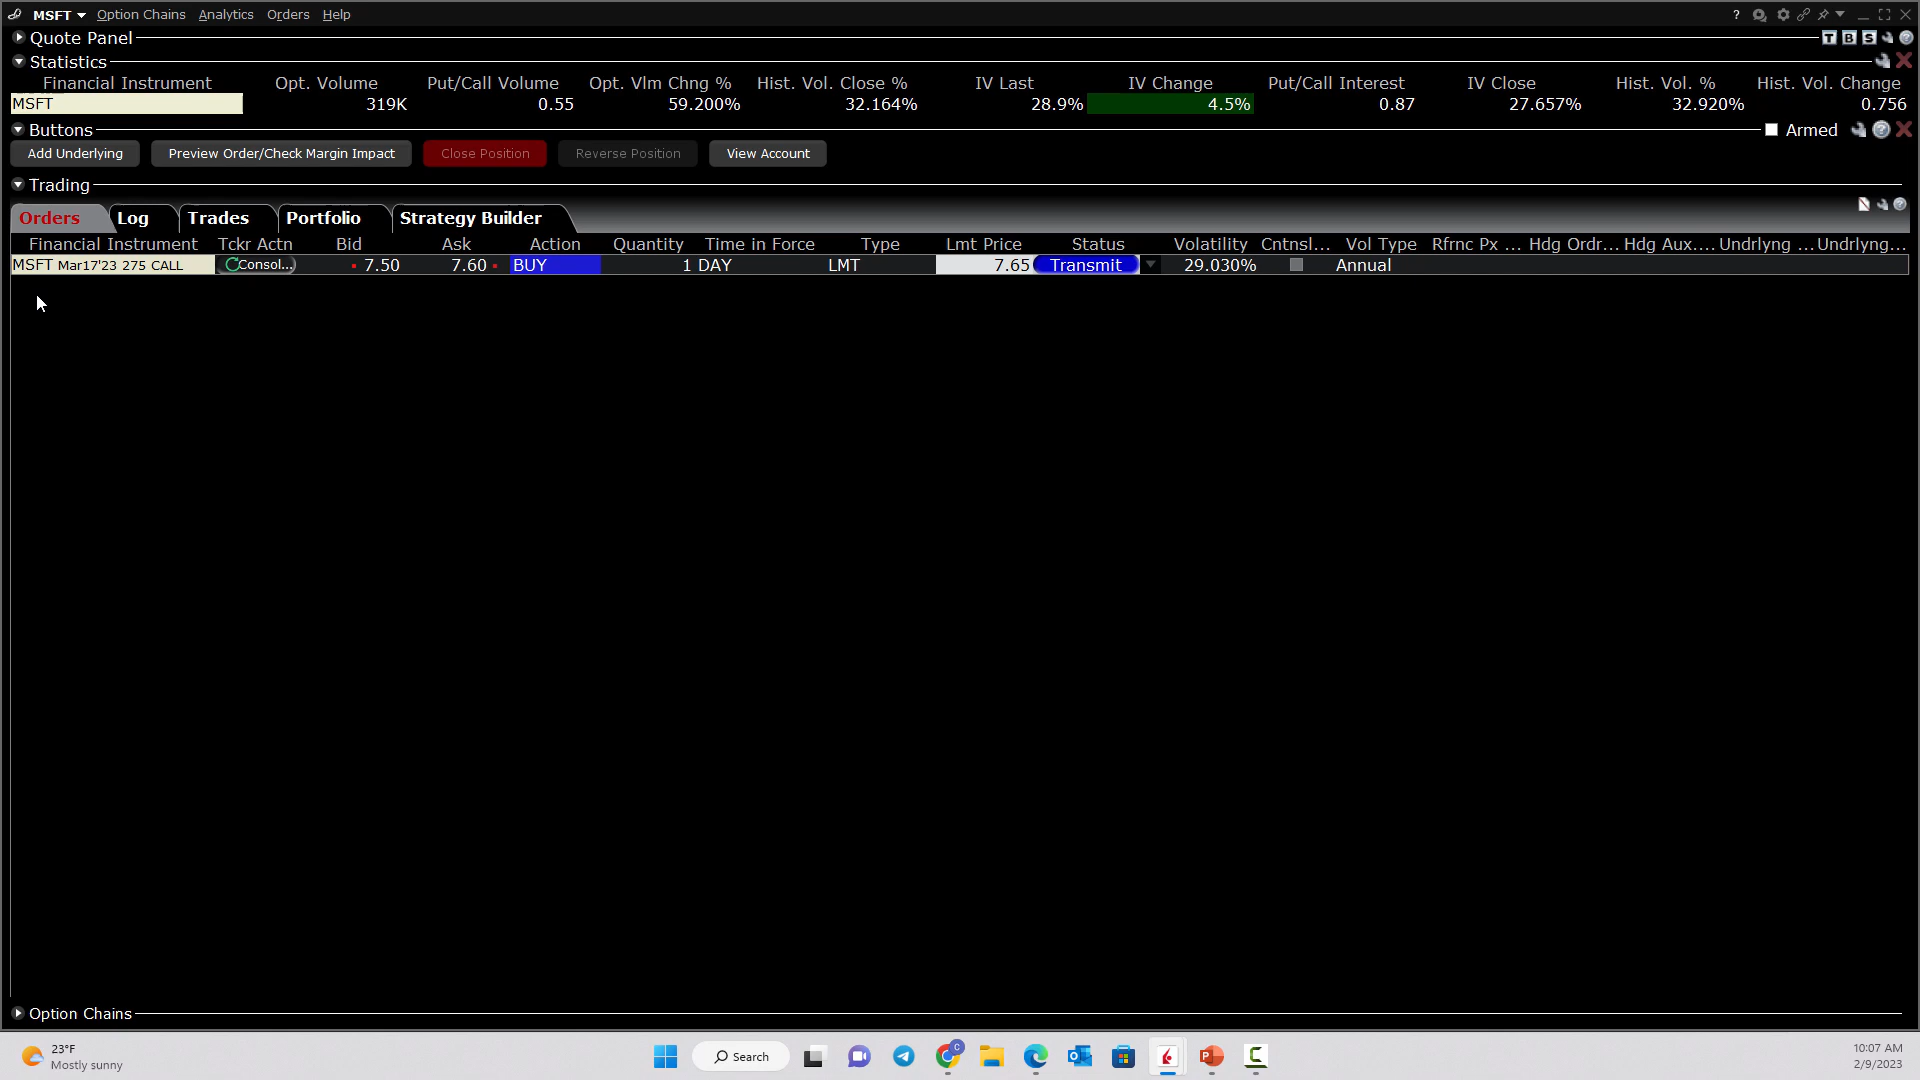 MSFT Option Chains Analytics Orders Help ?
Quote Panel T B S ?
Statistics
Financial Instrument Opt. Volume Put/Call Volume Opt. Vlm Chng % Hist. Vol. Close % IV Last IV Change Put/Call Interest IV Close Hist. Vol. % Hist. Vol. Change
MSFT 319K 0.55 59.200% 32.164% 28.9% 4.5% 0.87 27.657% 32.920% 0.756
Buttons Armed ?
Add Underlying Preview Order/Check Margin Impact Close Position Reverse Position View Account
Trading
Orders Log Trades Portfolio Strategy Builder ?
Financial Instrument Tckr Actn Bid Ask Action Quantity Time in Force Type Lmt Price Status Volatility Cntnsl... Vol Type Rfrnc Px ... Hdg Ordr... Hdg Aux.... Undrlyng ... Undrlyng...
MSFT Mar17'23 275 CALL Consol... 7.50 7.60 BUY 1 DAY LMT 7.65 Transmit 29.030% Annual
Option Chains
23°F
Mostly sunny
Search
C
P
C
10:07 AM
2/9/2023